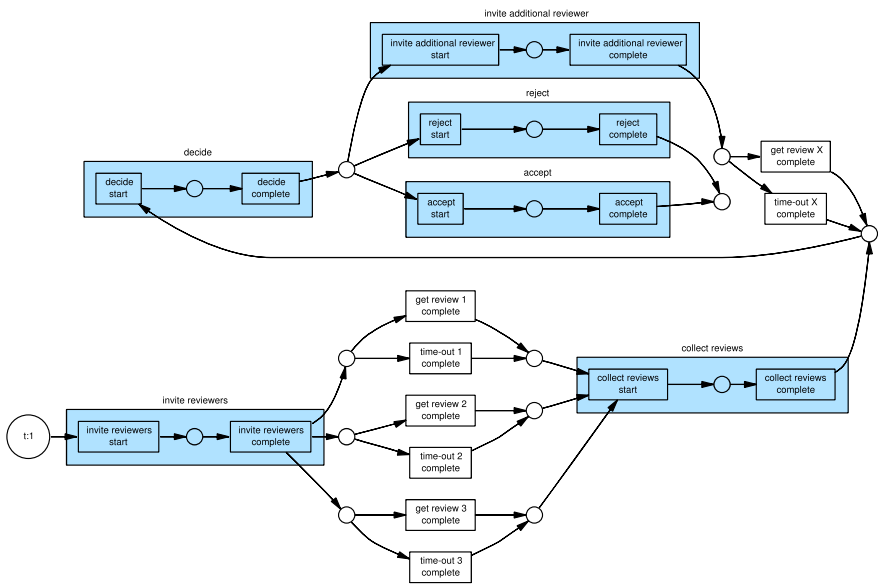 invite additional reviewer
invite additional reviewer
start
invite additional reviewer
complete
reject
reject
start
reject
complete
get review X
complete
decide
decide
start
decide
complete
accept
accept
start
accept
complete
time-out X
complete
get review 1
complete
time-out 1
complete
collect reviews
collect reviews
start
collect reviews
complete
invite reviewers
t:1
invite reviewers
start
invite reviewers
complete
get review 2
complete
time-out 2
complete
get review 3
complete
time-out 3
complete